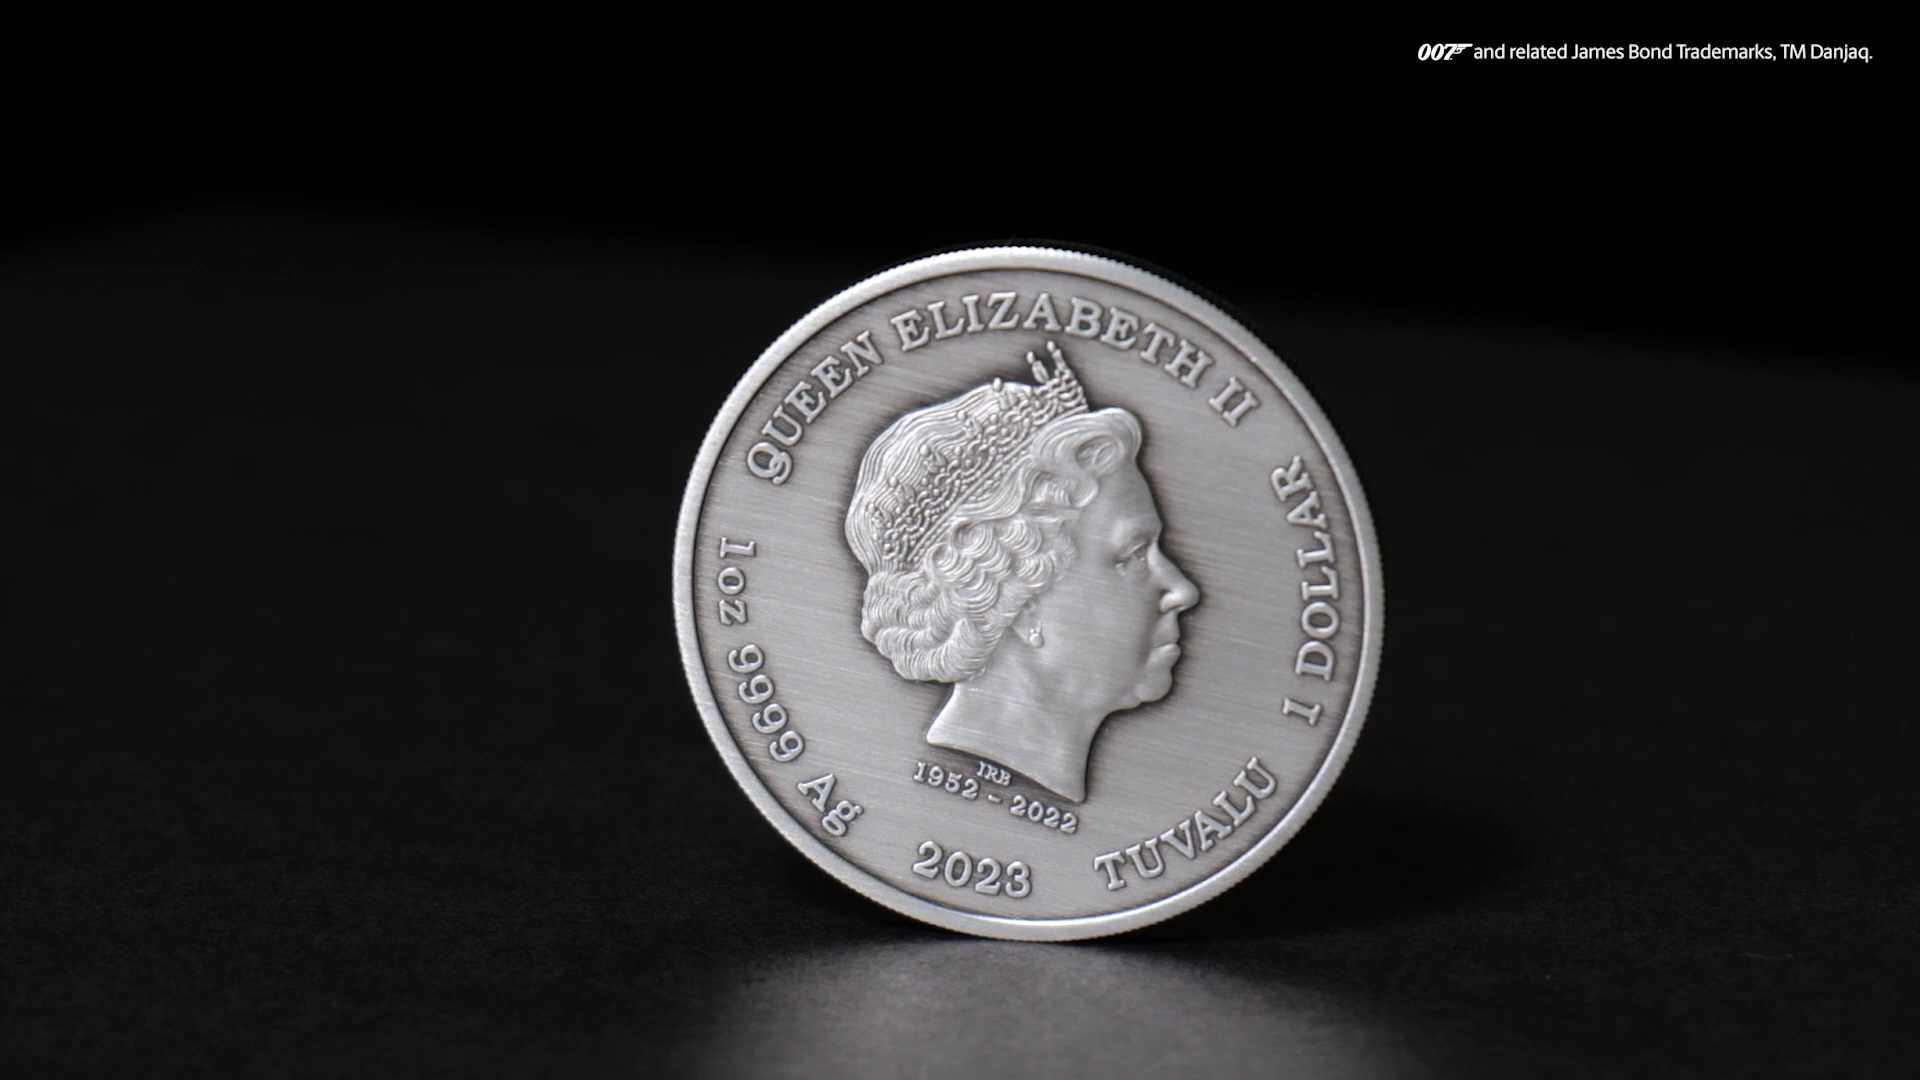 007 and related James Bond Trademarks, TM Danjaq.
QUEEN ELIZABETH II
1 DOLLAR
TUVALU
2023
1oz 9999 Ag
IRB
1952 - 2022